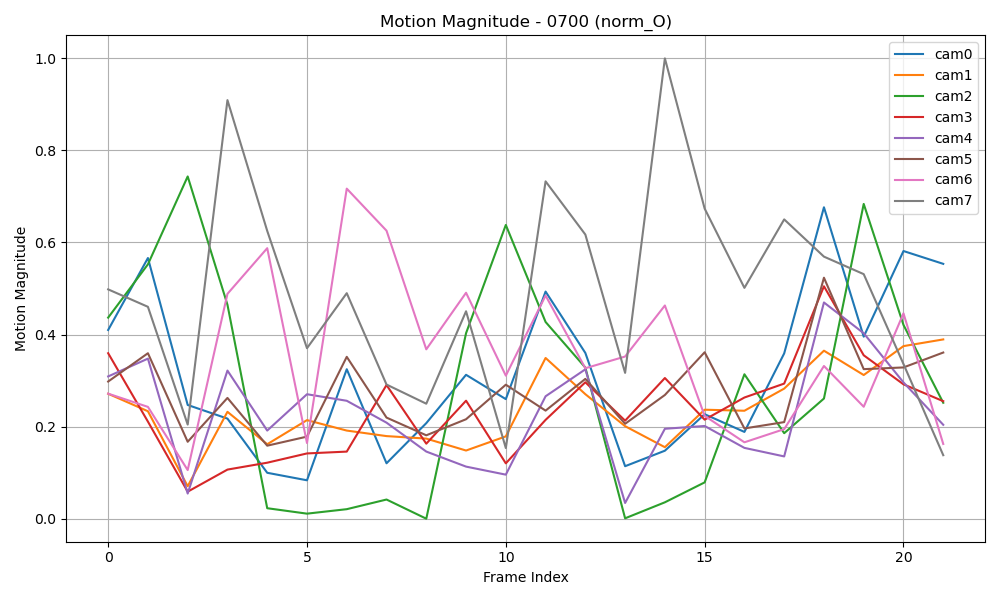 Motion Magnitude - 0700 (norm_O)
Motion Magnitude
1.0
0.8
0.6
0.4
0.2
0.0
0
5
10
15
20
Frame Index
cam0
cam1
cam2
cam3
cam4
cam5
cam6
cam7